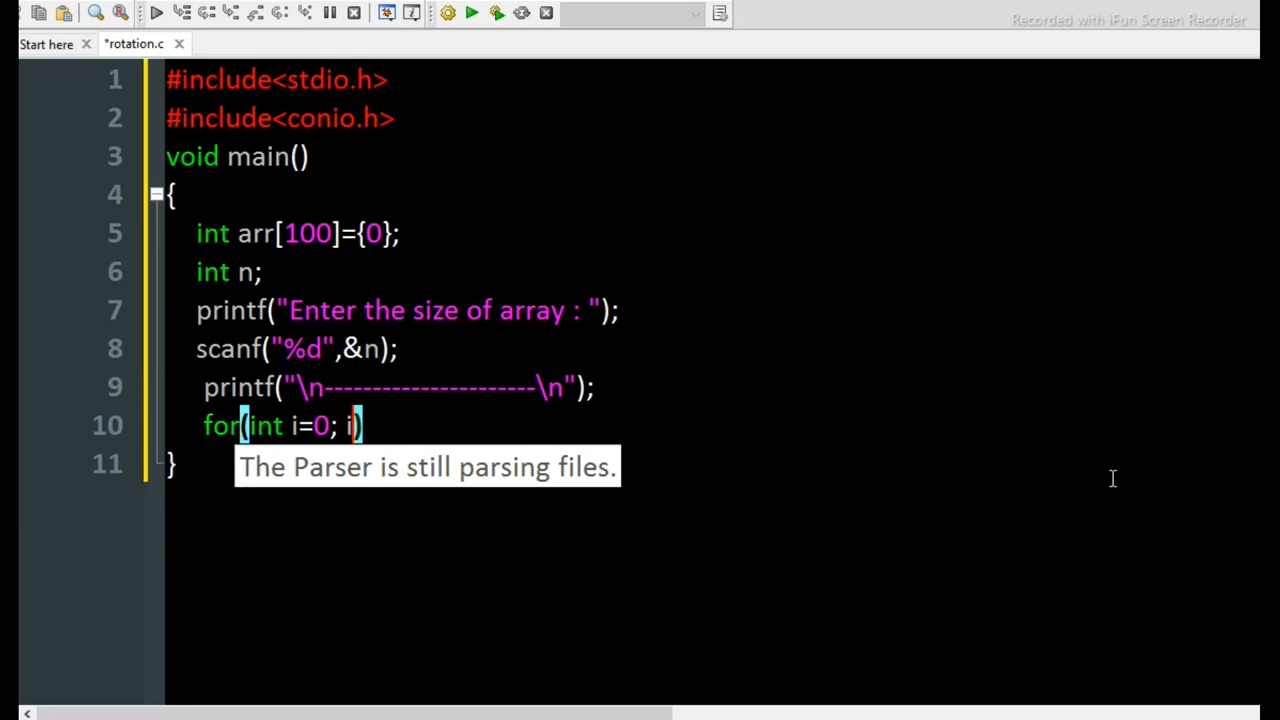 Recorded with iFun Screen Recorder
Start here
*rotation.c
1 #include<stdio.h>
2 #include<conio.h>
3 void main()
4 {
5 int arr[100]={0};
6 int n;
7 printf("Enter the size of array : ");
8 scanf("%d",&n);
9 printf("\n----------------------\n");
10 for(int i=0; i)
11 }
The Parser is still parsing files.